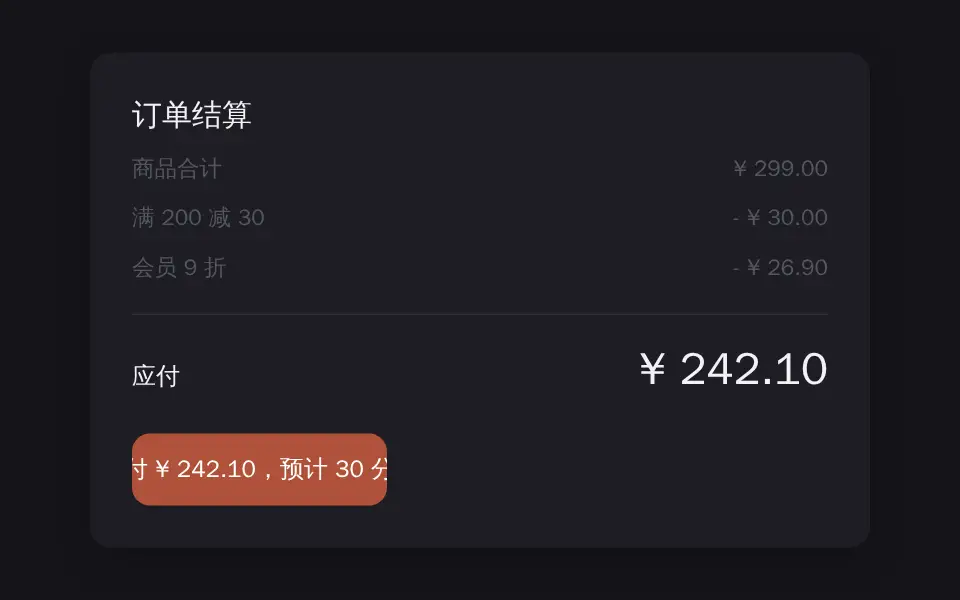 订单结算
商品合计 ¥ 299.00
满 200 减 30 - ¥ 30.00
会员 9 折 - ¥ 26.90
应付 ¥ 242.10
付 ¥ 242.10，预计 30 分